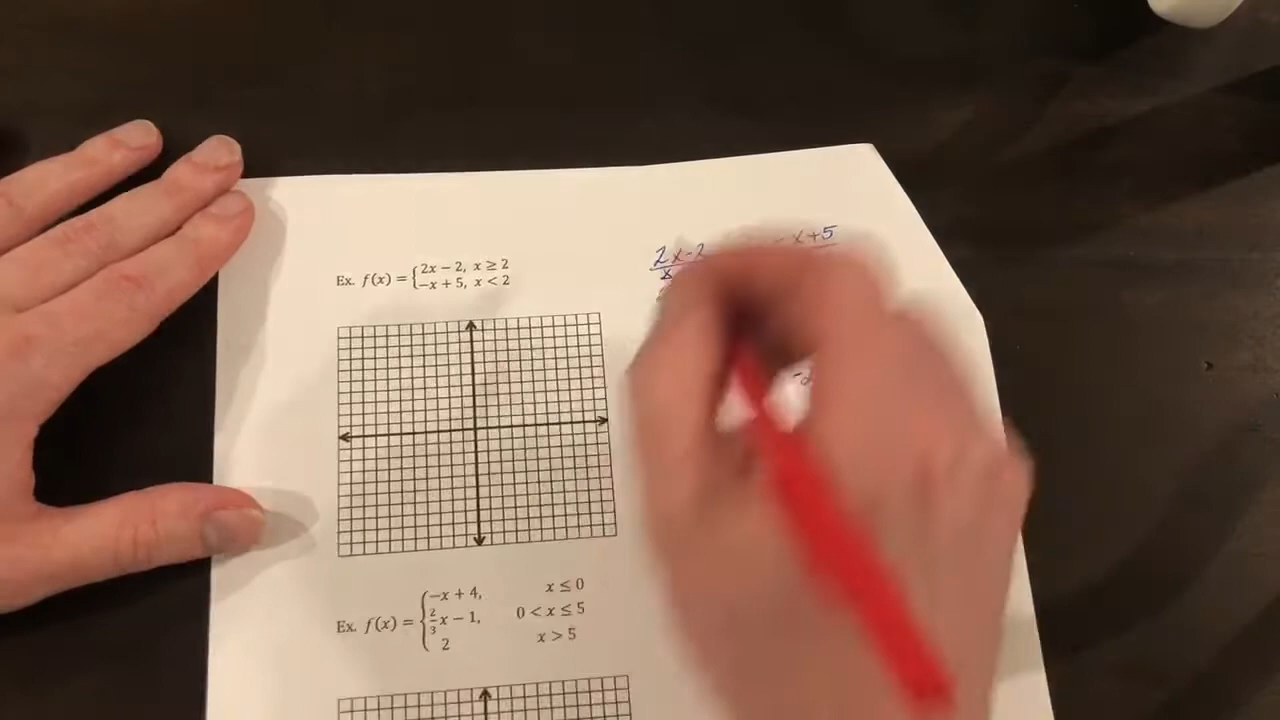 Ex. f(x) = {2x − 2, x ≥ 2
−x + 5, x < 2
2x-2
-x+5
x
Ex. f(x) = {−x + 4, x ≤ 0
2/3x − 1, 0 < x ≤ 5
2 x > 5